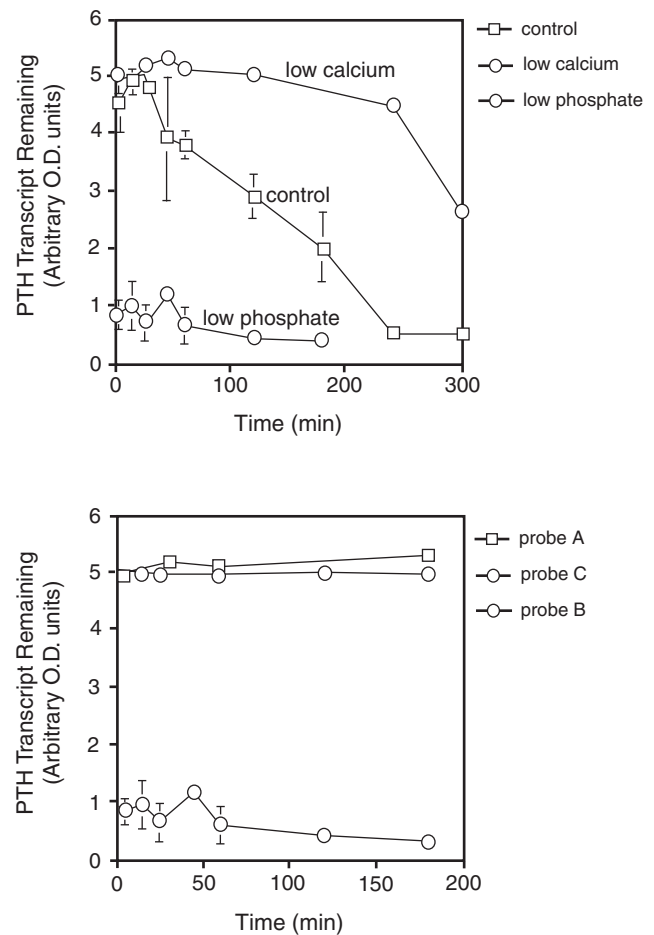 PTH Transcript Remaining
(Arbitrary O.D. units)
6
5
4
3
2
1
0
low calcium
control
low phosphate
0 100 200 300
Time (min)
control
low calcium
low phosphate
PTH Transcript Remaining
(Arbitrary O.D. units)
6
5
4
3
2
1
0
0 50 100 150 200
Time (min)
probe A
probe C
probe B